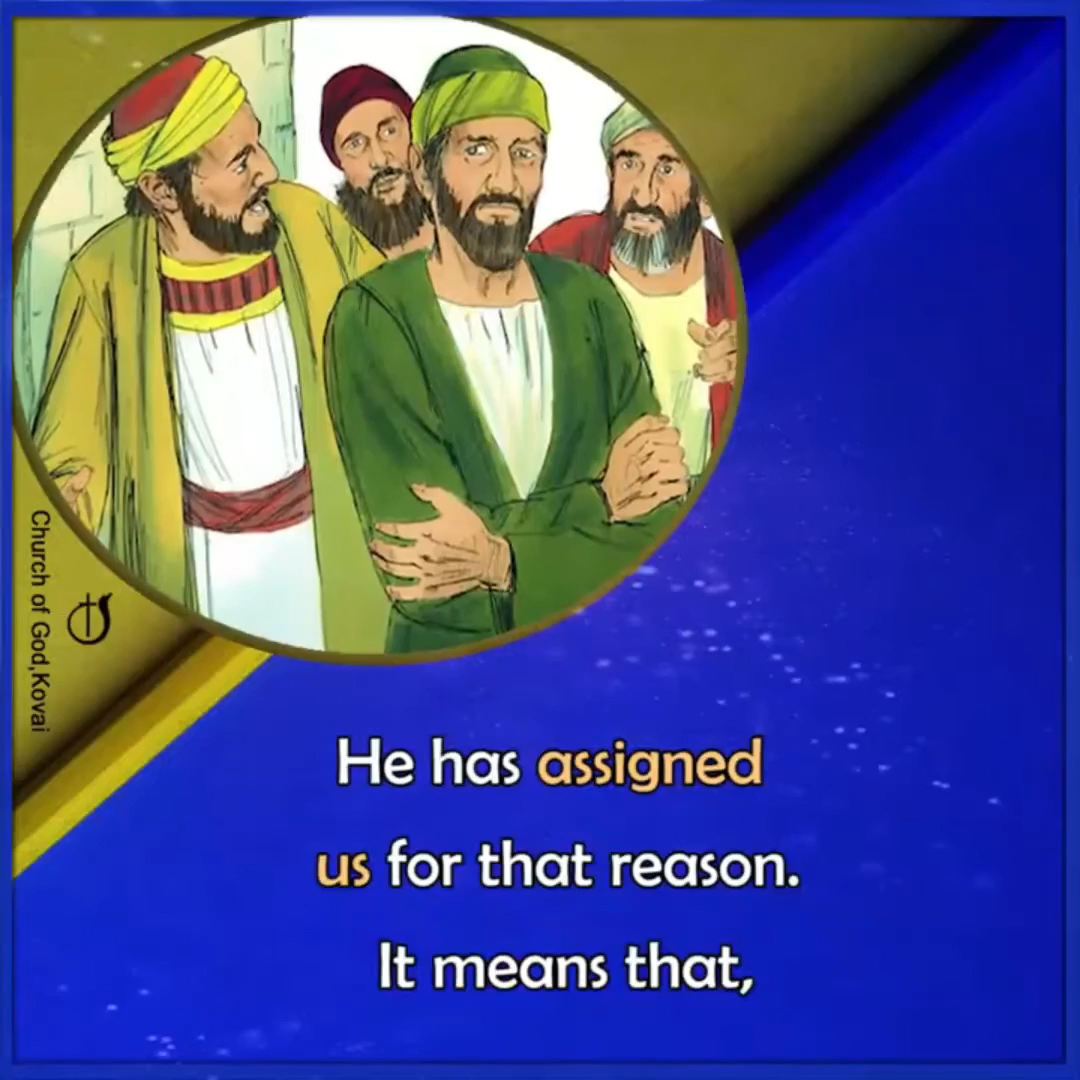 Church of God,Kovai
He has assigned
us for that reason.
It means that,